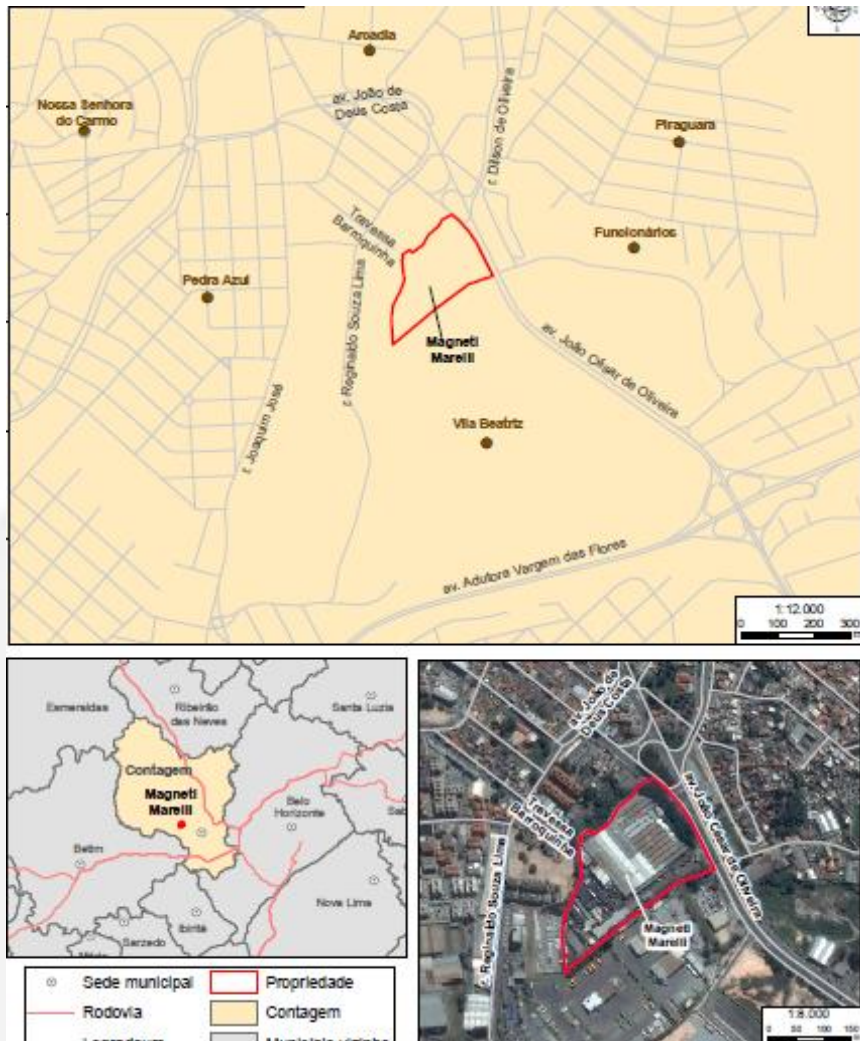 Arcadia
Nossa Senhora
do Carmo
av. João de
Deus Costa
r. Dilson de Oliveira
Piraguara
Travessa
Barroquinha
Funcionários
Pedra Azul
r. Reginaldo Souza Lima
Magneti
Marelli
av. João César de Oliveira
r. Joaquim José
Vila Beatriz
av. Adutora Vargem das Flores
1:12.000
0 100 200 300
Esmeraldas
Ribeirão
das Neves
Santa Luzia
Contagem
Magneti
Marelli
Belo
Horizonte
Betim
Nova Lima
Ibirité
Sarzedo
av. João de
Deus Costa
Travessa
Barroquinha
av. João César de Oliveira
r. Reginaldo Souza Lima
Magneti
Marelli
1:8.000
0 50 100 150
Sede municipal
Propriedade
Rodovia
Contagem
Logradouro
Município vizinho